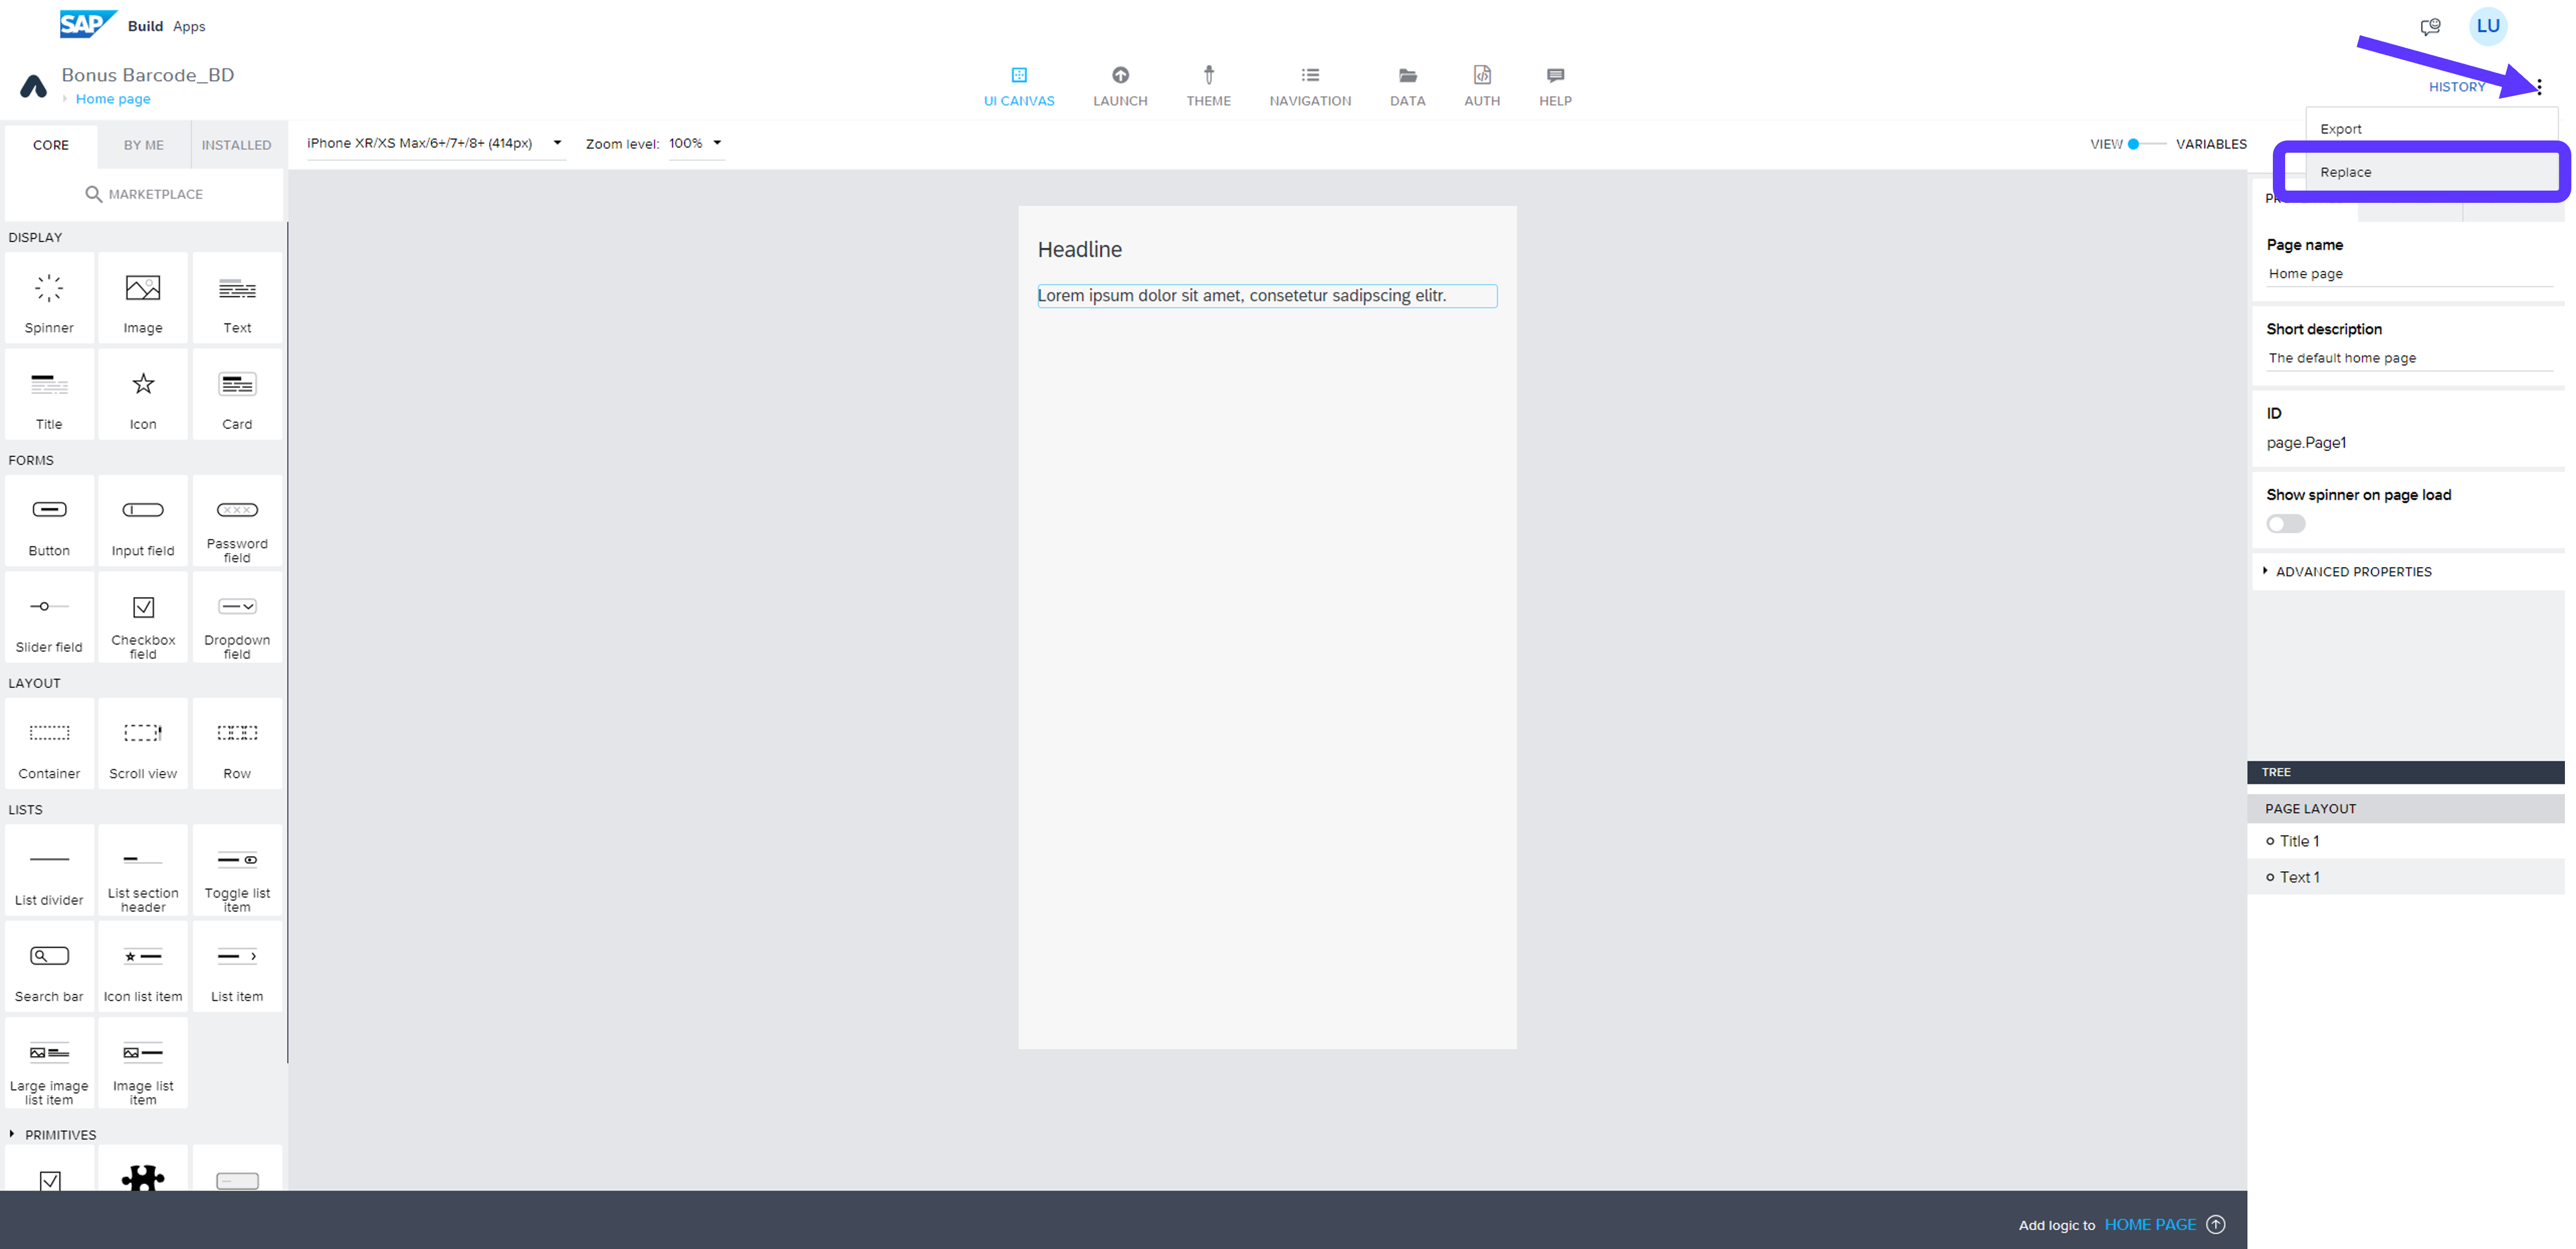 SAP Build Apps
LU
Bonus Barcode_BD
Home page
UI CANVAS
LAUNCH
THEME
NAVIGATION
DATA
AUTH
HELP
HISTORY
Export
Replace
CORE
BY ME
INSTALLED
iPhone XR/XS Max/6+/7+/8+ (414px)
Zoom level: 100%
VIEW
VARIABLES
MARKETPLACE
DISPLAY
Spinner
Image
Text
Title
Icon
Card
FORMS
Button
Input field
Password
field
Slider field
Checkbox
field
Dropdown
field
LAYOUT
Container
Scroll view
Row
LISTS
List divider
List section
header
Toggle list
item
Search bar
Icon list item
List item
Large image
list item
Image list
item
PRIMITIVES
Headline
Lorem ipsum dolor sit amet, consetetur sadipscing elitr.
Page name
Home page
Short description
The default home page
ID
page.Page1
Show spinner on page load
ADVANCED PROPERTIES
TREE
PAGE LAYOUT
Title 1
Text 1
Add logic to HOME PAGE